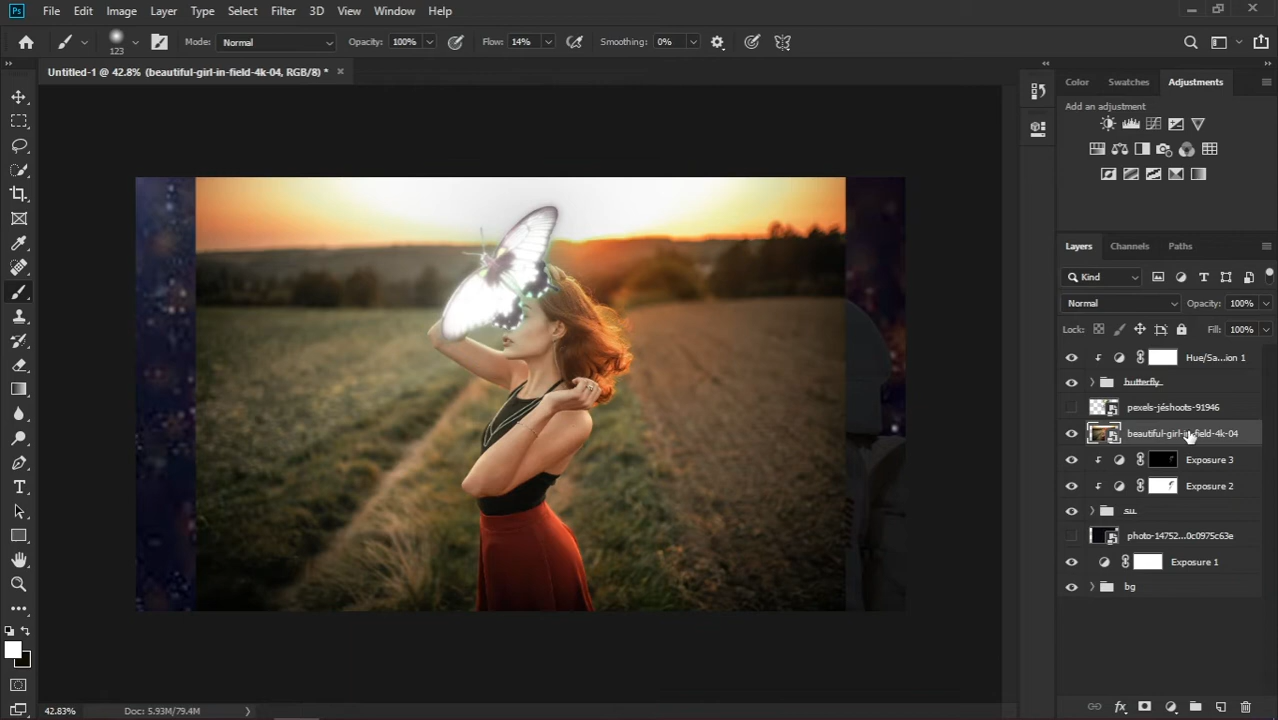 Ps File Edit Image Layer Type Select Filter 3D View Window Help
123 Mode: Normal Opacity: 100% Flow: 14% Smoothing: 0%
Untitled-1 @ 42.8% (beautiful-girl-in-field-4k-04, RGB/8) *
Color Swatches Adjustments
Add an adjustment
Layers Channels Paths
Kind
Normal Opacity: 100%
Lock: Fill: 100%
Hue/Sa...ion 1
butterfly
pexels-jeshoots-91946
beautiful-girl-in-field-4k-04
Exposure 3
Exposure 2
su
photo-14752...0c0975c63e
Exposure 1
bg
42.83% Doc: 5.93M/79.4M